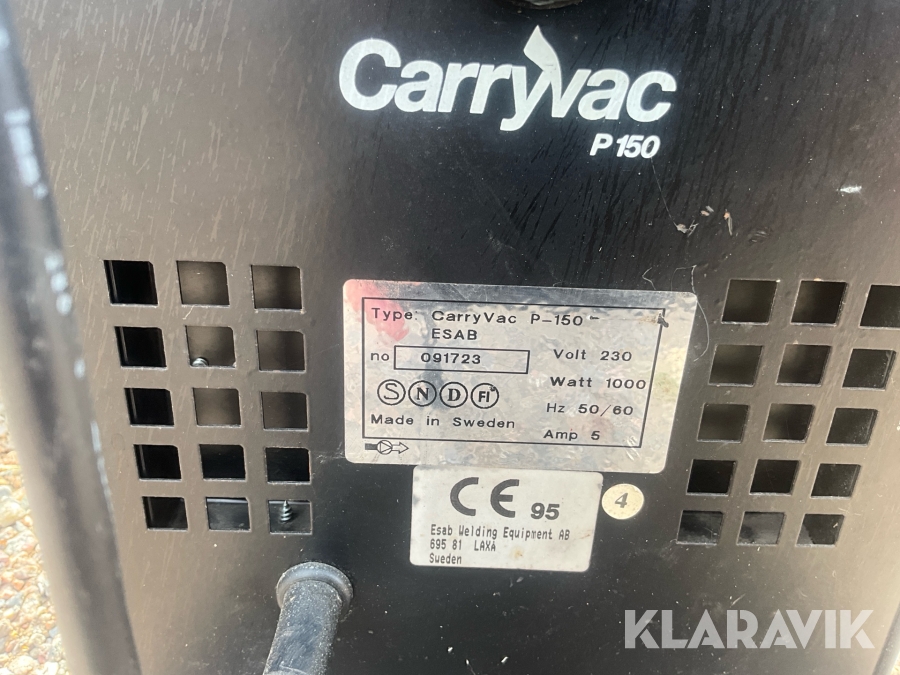 Carryvac
P 150
Type: CarryVac P-150-
ESAB
no 091723
Volt 230
Watt 1000
S N D FI
Hz 50/60
Made in Sweden
Amp 5
CE 95
4
Esab Welding Equipment AB
695 81 LAXÅ
Sweden
KLARAVIK